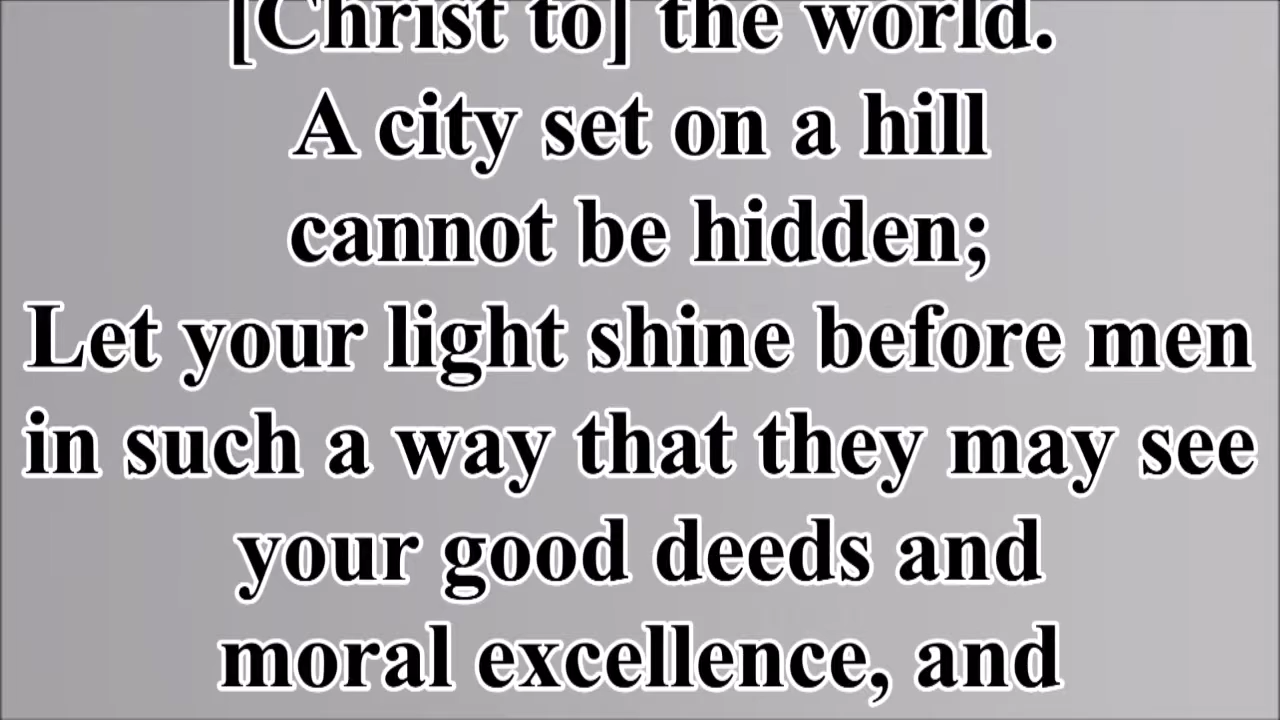 [Christ to] the world.
A city set on a hill
cannot be hidden;
Let your light shine before men
in such a way that they may see
your good deeds and
moral excellence, and